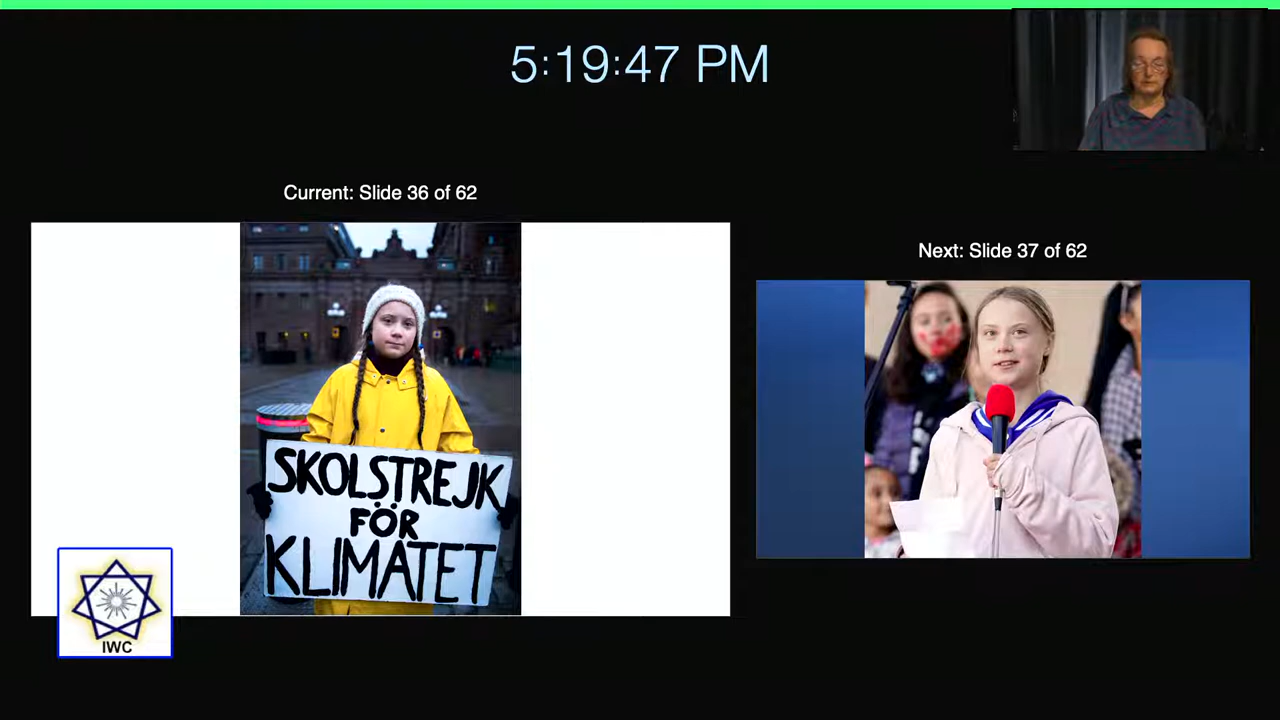 5:19:47 PM
Current: Slide 36 of 62
Next: Slide 37 of 62
SKOLSTREJK
FÖR
KLIMATET
IWC